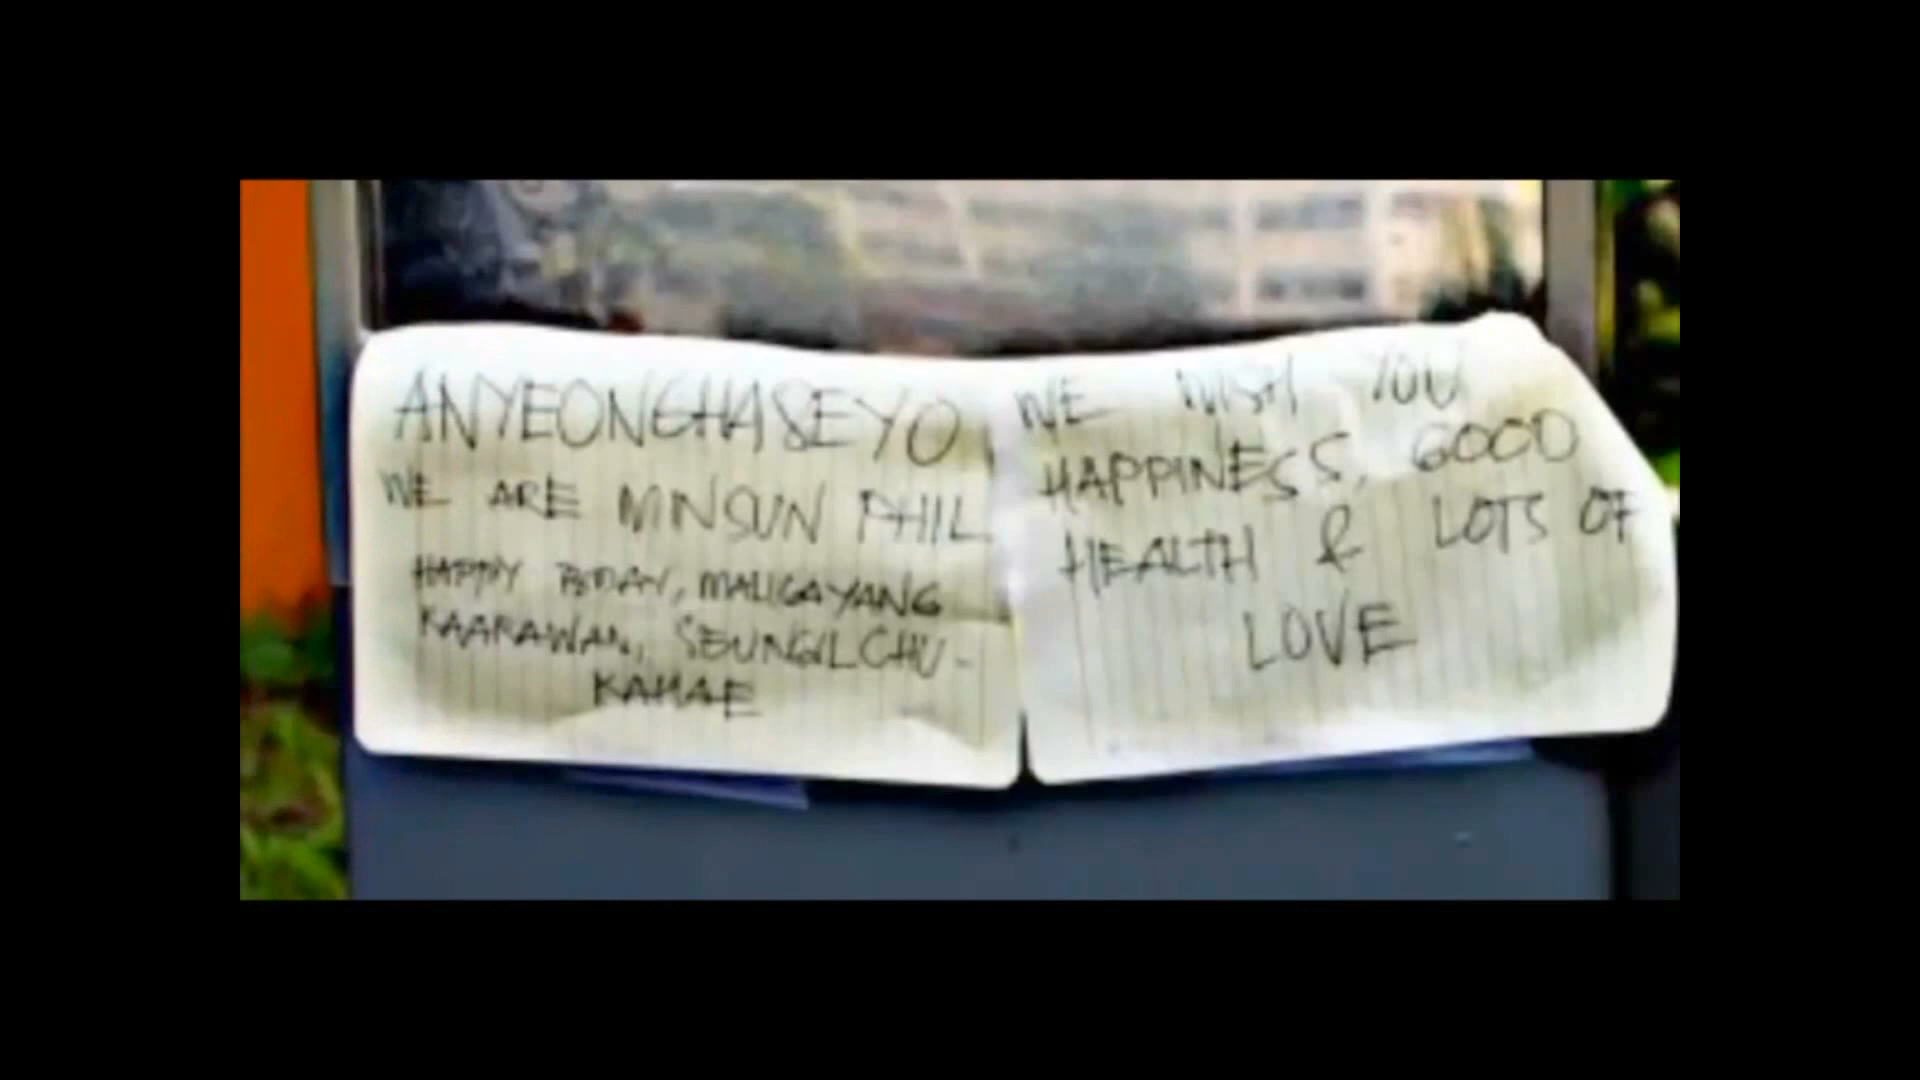 ANYEONGHASEYO
WE ARE MINSUN PHIL
HAPPY BDAY, MALIGAYANG
KAARAWAN, SEUNGILCHU-
KAHAE
WE WISH YOU
HAPPINESS, GOOD
HEALTH & LOTS OF
LOVE